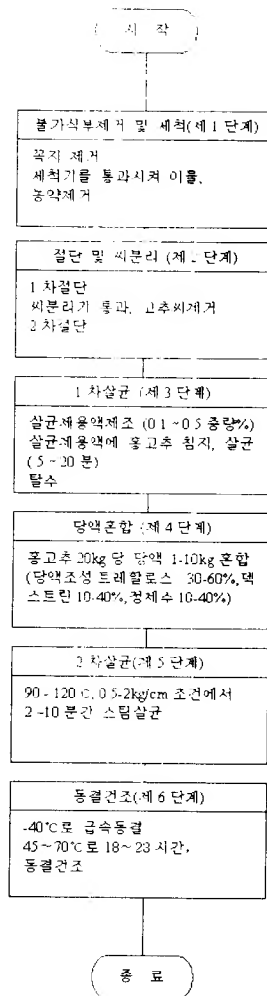 시 작
불가식부제거 및 세척(제 1 단계)
꼭지 제거
세척기를 통과시켜 이물,
농약제거
절단 및 씨분리 (제 2 단계)
1 차절단
씨분리기 통과, 고추씨제거
2 차절단
1 차살균 (제 3 단계)
살균제용액제조 (0.1 ~ 0.5 중량%)
살균제용액에 홍고추 침지, 살균
( 5 ~ 20 분)
탈수
당액혼합 (제 4 단계)
홍고추 20kg 당 당액 1-10kg 혼합
(당액조성 트레할로스 30-60%, 덱
스트린 10-40%, 정제수 10-40%)
2 차살균(제 5 단계)
90 - 120 ℃, 0.5-2kg/cm 조건에서
2 ~10 분간 스팀살균
동결건조(제 6 단계)
-40℃로 급속동결
45~70℃로 18~23 시간,
동결건조
종 료